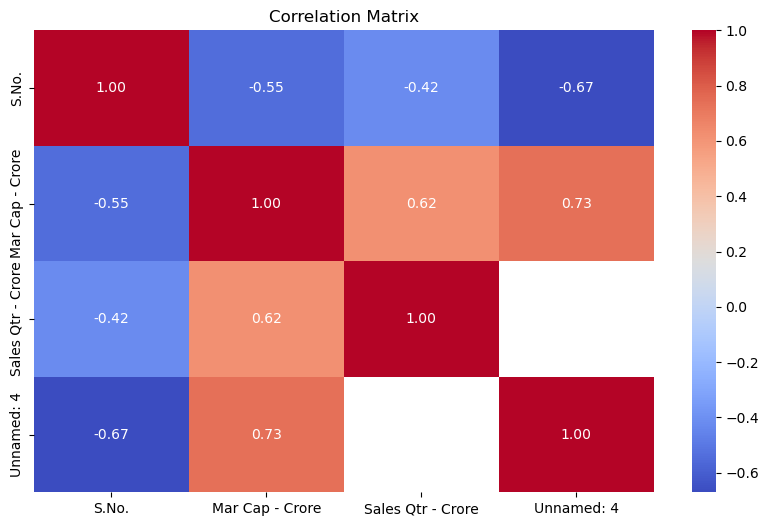 Correlation Matrix
S.No.
1.00
-0.55
-0.42
-0.67
Mar Cap - Crore
-0.55
1.00
0.62
0.73
Sales Qtr - Crore
-0.42
0.62
1.00
Unnamed: 4
-0.67
0.73
1.00
S.No.
Mar Cap - Crore
Sales Qtr - Crore
Unnamed: 4
1.0
0.8
0.6
0.4
0.2
0.0
−0.2
−0.4
−0.6